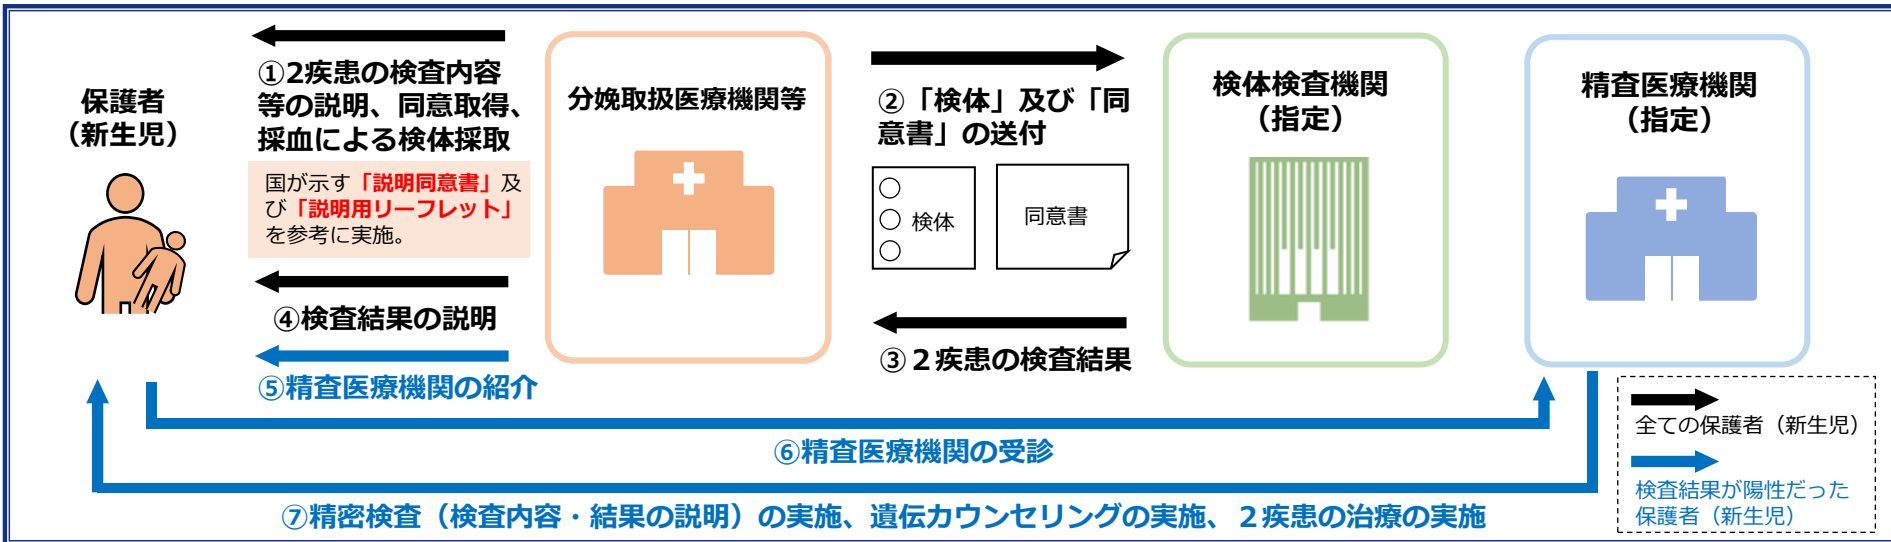 保護者
（新生児）
①2疾患の検査内容
等の説明、同意取得、
採血による検体採取
国が示す「説明同意書」及
び「説明用リーフレット」
を参考に実施。
④検査結果の説明
⑤精査医療機関の紹介
分娩取扱医療機関等
②「検体」及び「同
意書」の送付
検体
同意書
③２疾患の検査結果
検体検査機関
（指定）
精査医療機関
（指定）
⑥精査医療機関の受診
⑦精密検査（検査内容・結果の説明）の実施、遺伝カウンセリングの実施、２疾患の治療の実施
全ての保護者（新生児）
検査結果が陽性だった
保護者（新生児）